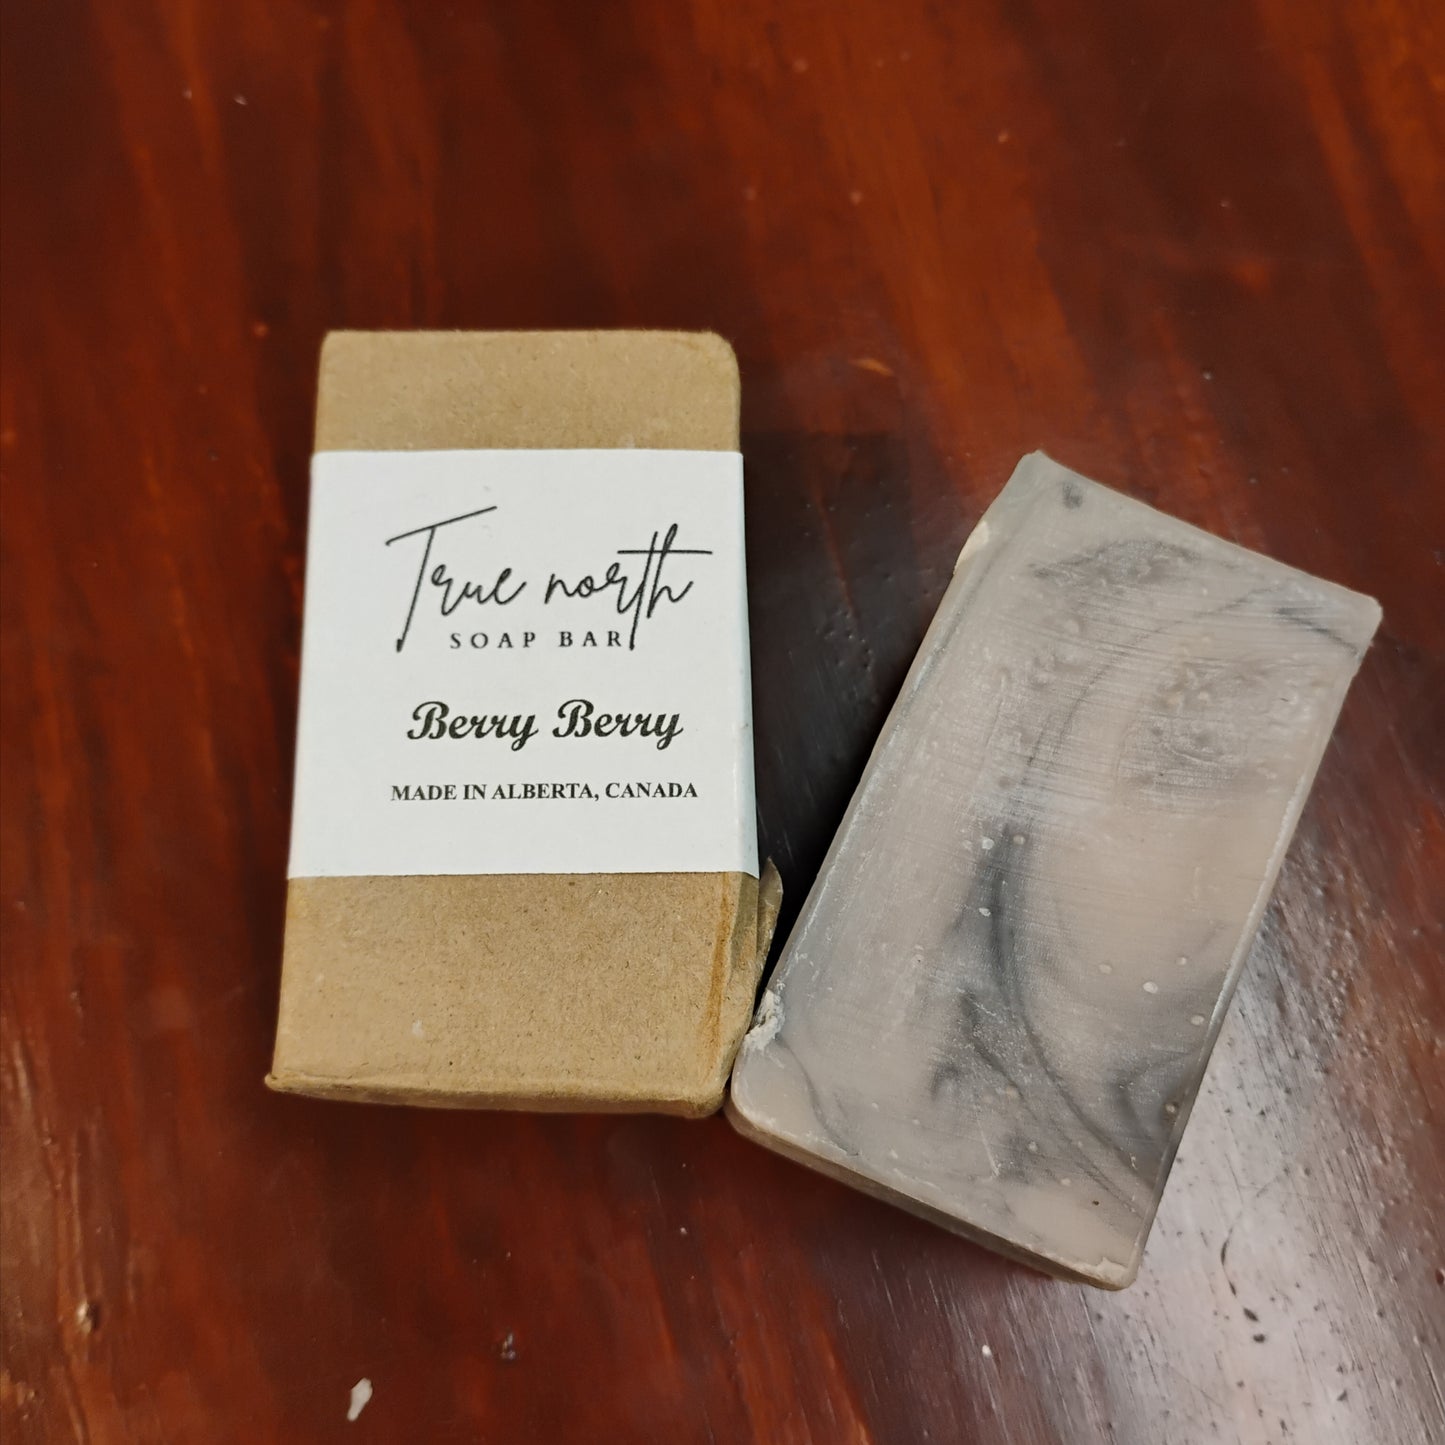 True north
SOAP BAR
Berry Berry
MADE IN ALBERTA, CANADA